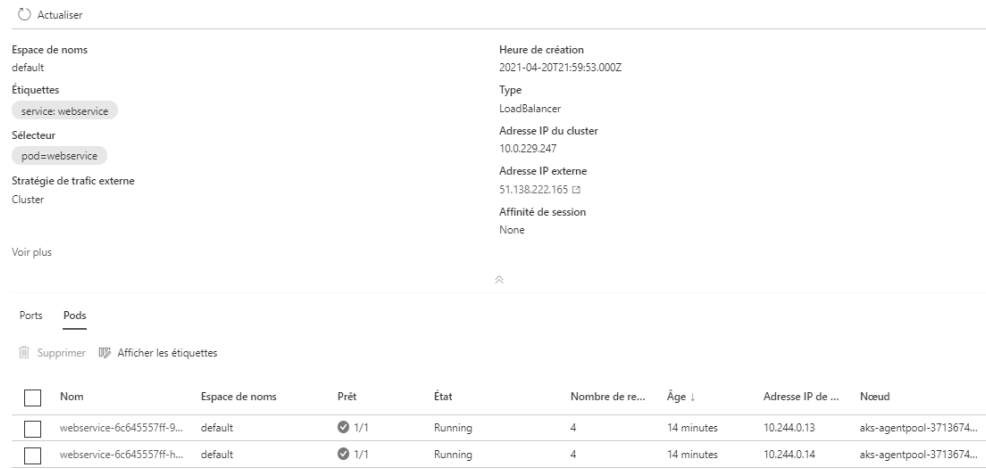 Actualiser
Espace de noms
default
Étiquettes
service: webservice
Sélecteur
pod=webservice
Stratégie de trafic externe
Cluster
Voir plus
Heure de création
2021-04-20T21:59:53.000Z
Type
LoadBalancer
Adresse IP du cluster
10.0.229.247
Adresse IP externe
51.138.222.165
Affinité de session
None
Ports Pods
Supprimer Afficher les étiquettes
Nom Espace de noms Prêt État Nombre de re... Âge ↓ Adresse IP de ... Nœud
webservice-6c645557ff-9... default 1/1 Running 4 14 minutes 10.244.0.13 aks-agentpool-3713674...
webservice-6c645557ff-h... default 1/1 Running 4 14 minutes 10.244.0.14 aks-agentpool-3713674...